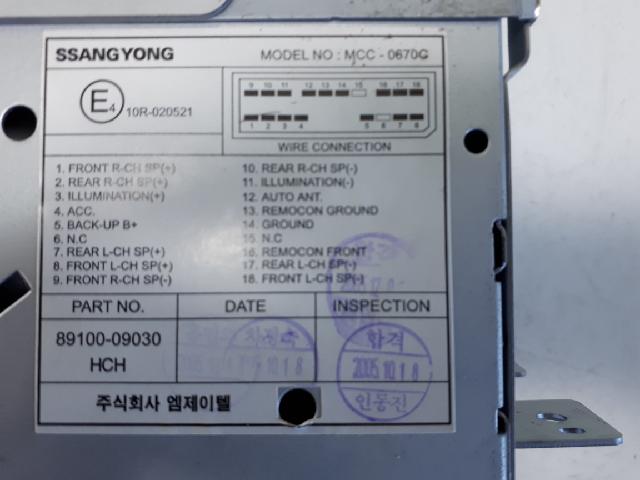 SSANGYONG MODEL NO : MCC - 0670G
E4 10R-020521
9 10 11 12 13 14 15 16 17 18
1 2 3 4 5 6 7 8
WIRE CONNECTION
1. FRONT R-CH SP(+)
2. REAR R-CH SP(+)
3. ILLUMINATION(+)
4. ACC.
5. BACK-UP B+
6. N.C
7. REAR L-CH SP(+)
8. FRONT L-CH SP(+)
9. FRONT R-CH SP(-)
10. REAR R-CH SP(-)
11. ILLUMINATION(-)
12. AUTO ANT.
13. REMOCON GROUND
14. GROUND
15. N.C
16. REMOCON FRONT
17. REAR L-CH SP(-)
18. FRONT L-CH SP(-)
PART NO. DATE INSPECTION
89100-09030
HCH
합격
2005.10.18
주식회사 엠제이텔